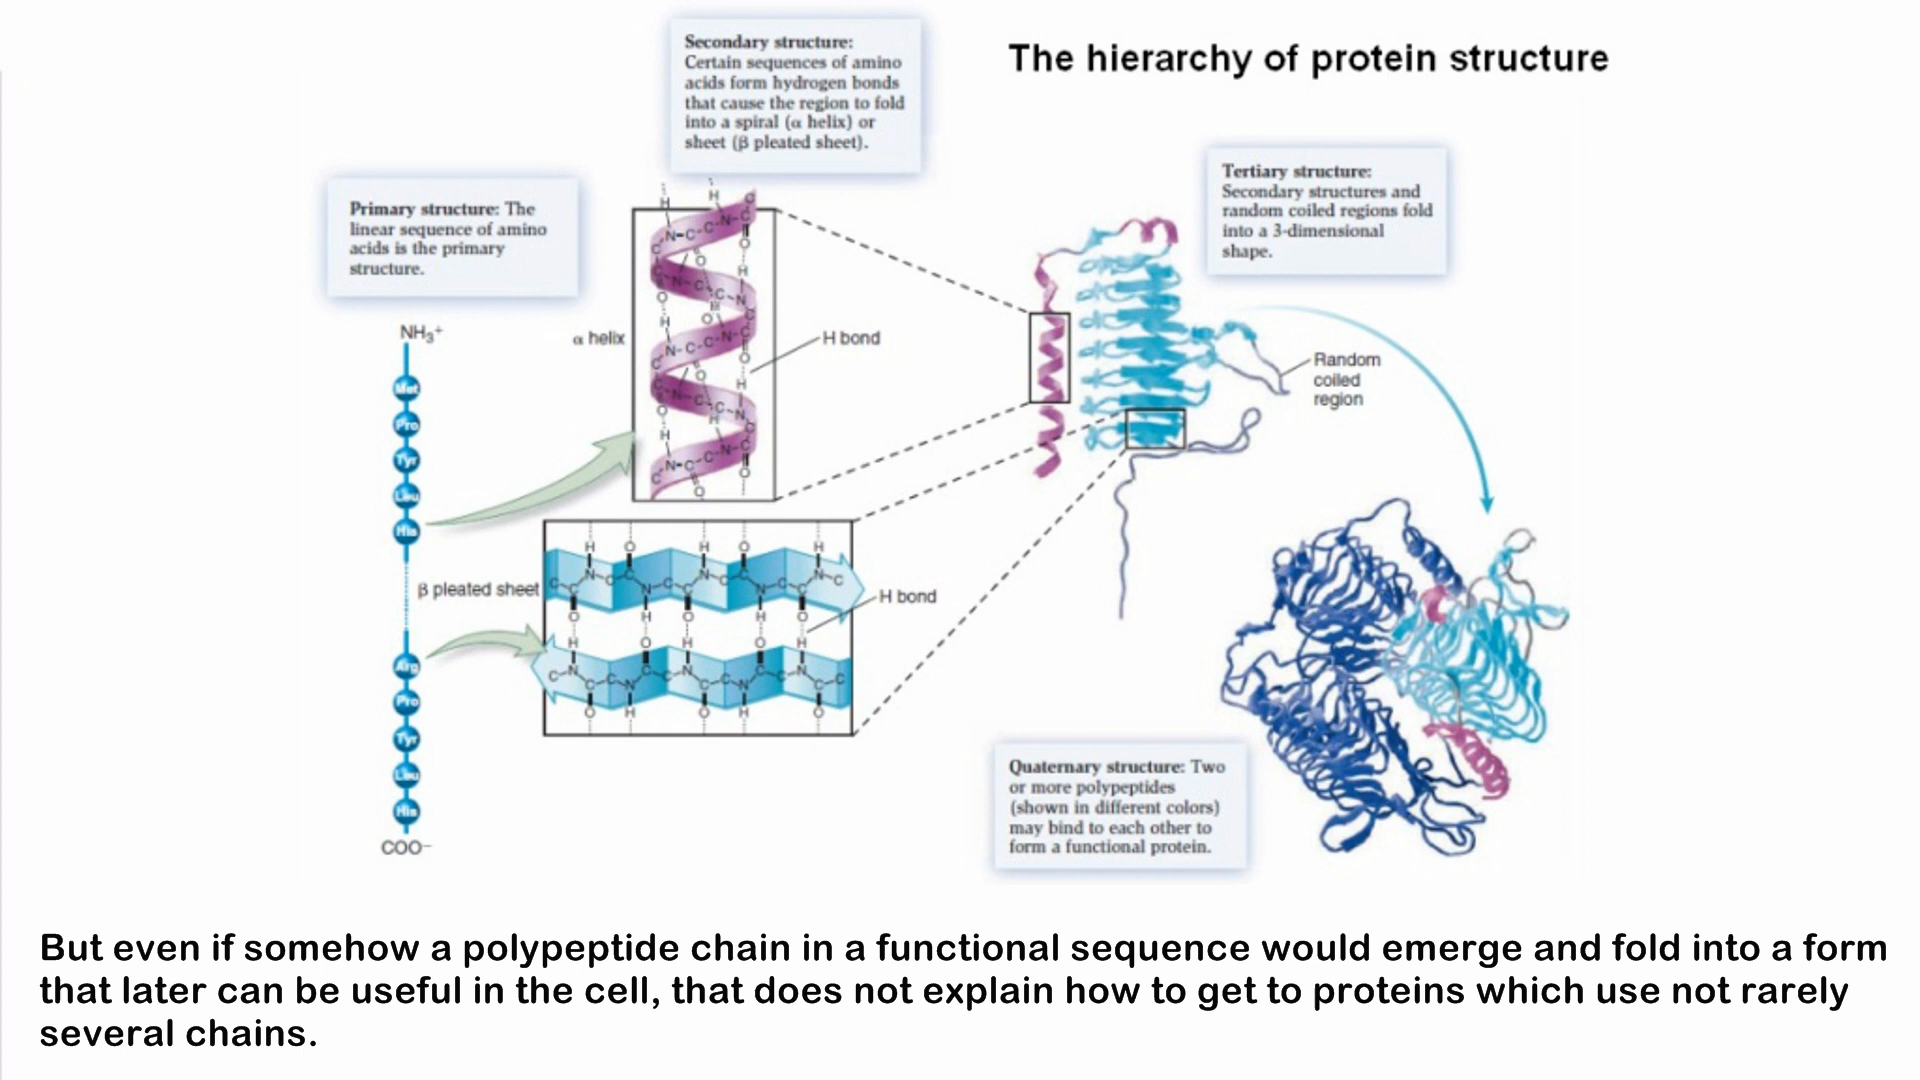 The hierarchy of protein structure
Secondary structure:
Certain sequences of amino
acids form hydrogen bonds
that cause the region to fold
into a spiral (α helix) or
sheet (β pleated sheet).
Tertiary structure:
Secondary structures and
random coiled regions fold
into a 3-dimensional
shape.
Primary structure: The
linear sequence of amino
acids is the primary
structure.
NH₃⁺
Met
Pro
Tyr
Leu
His
Arg
Pro
Tyr
Leu
His
COO⁻
α helix
H bond
β pleated sheet
H bond
Random
coiled
region
Quaternary structure: Two
or more polypeptides
(shown in different colors)
may bind to each other to
form a functional protein.
But even if somehow a polypeptide chain in a functional sequence would emerge and fold into a form
that later can be useful in the cell, that does not explain how to get to proteins which use not rarely
several chains.